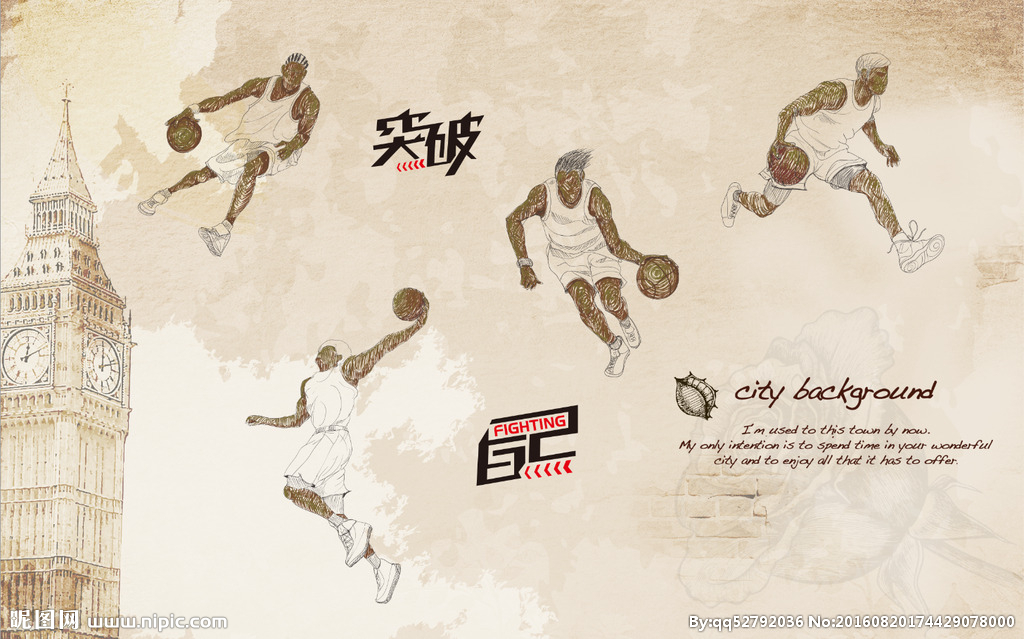 突破
FIGHTING
自己
city background
I'm used to this town by now.
My only intention is to spend time in your wonderful
city and to enjoy all that it has to offer.
昵图网 www.nipic.com
By:qq52792036 No:20160820174429078000